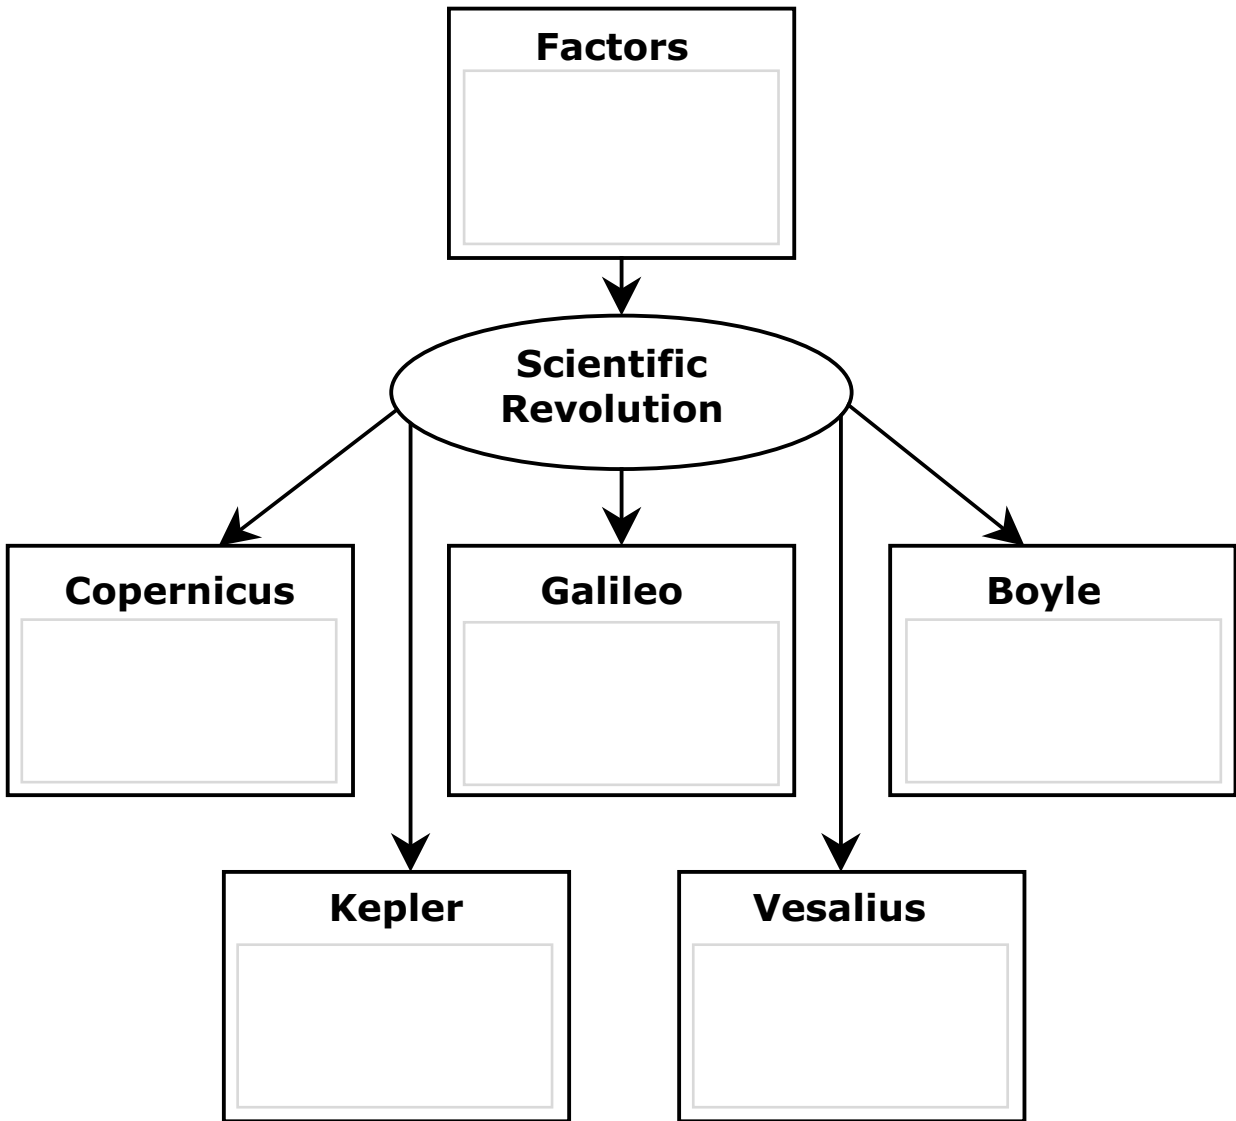 Factors
Scientific
Revolution
Copernicus
Galileo
Boyle
Kepler
Vesalius